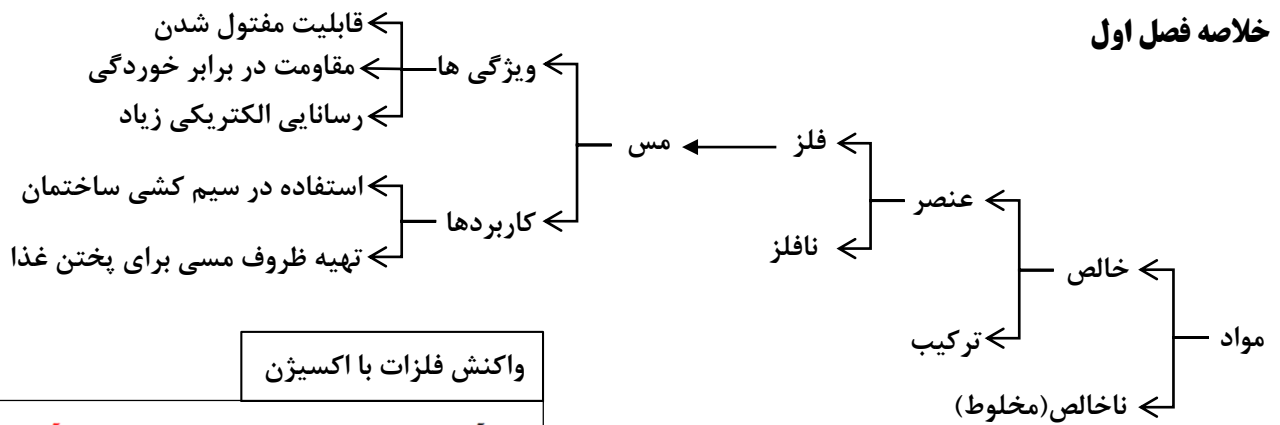 خلاصه فصل اول
مواد
خالص
ناخالص(مخلوط)
عنصر
ترکیب
فلز
نافلز
مس
ویژگی ها
قابلیت مفتول شدن
مقاومت در برابر خوردگی
رسانایی الکتریکی زیاد
کاربردها
استفاده در سیم کشی ساختمان
تهیه ظروف مسی برای پختن غذا
واکنش فلزات با اکسیژن